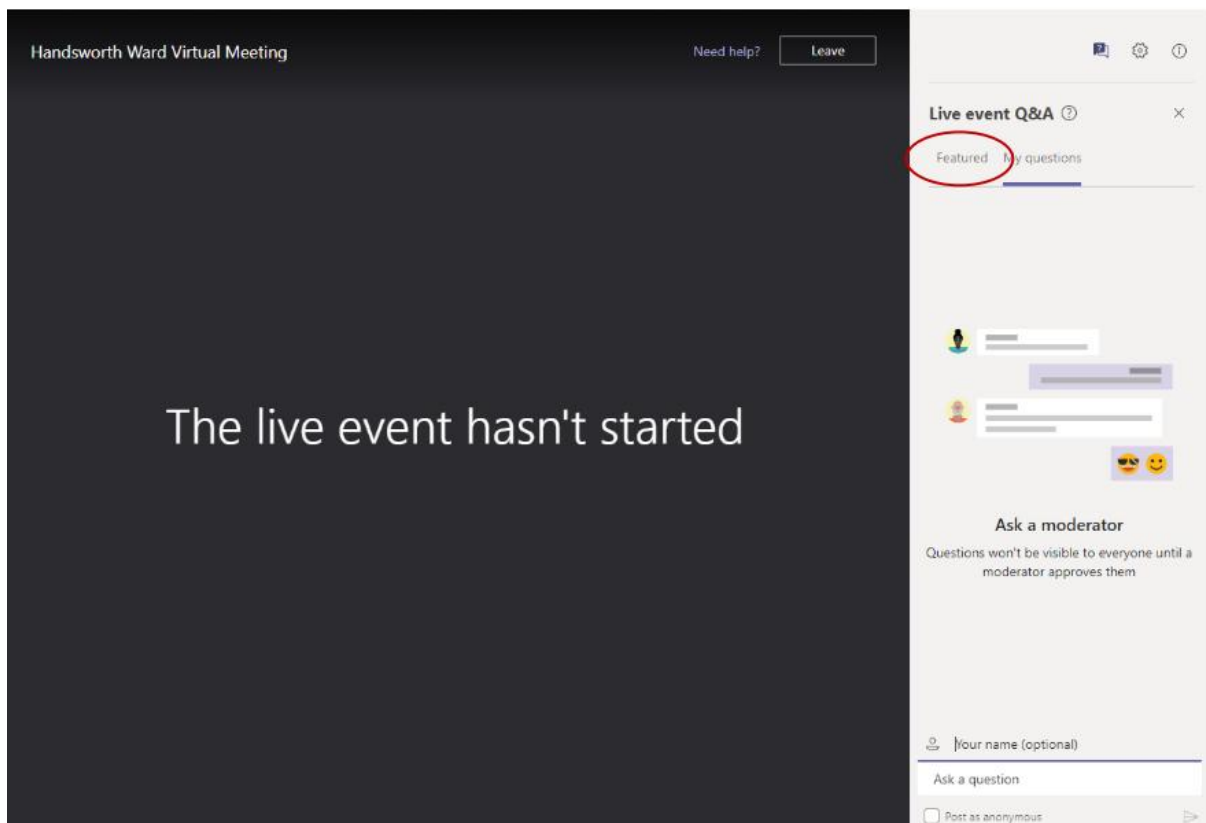 Handsworth Ward Virtual Meeting
Need help?
Leave
The live event hasn't started
Live event Q&A
Featured
My questions
Ask a moderator
Questions won't be visible to everyone until a
moderator approves them
Your name (optional)
Ask a question
Post as anonymous